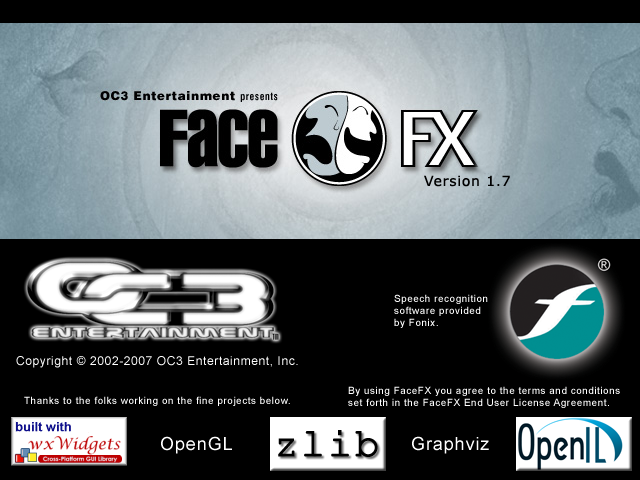 OC3 Entertainment presents
Face FX
Version 1.7
OC3
ENTERTAINMENT™
Speech recognition
software provided
by Fonix.
®
Copyright © 2002-2007 OC3 Entertainment, Inc.
By using FaceFX you agree to the terms and conditions
set forth in the FaceFX End User License Agreement.
Thanks to the folks working on the fine projects below.
built with
wxWidgets
Cross-Platform GUI Library
OpenGL
zlib
Graphviz
OpenIL